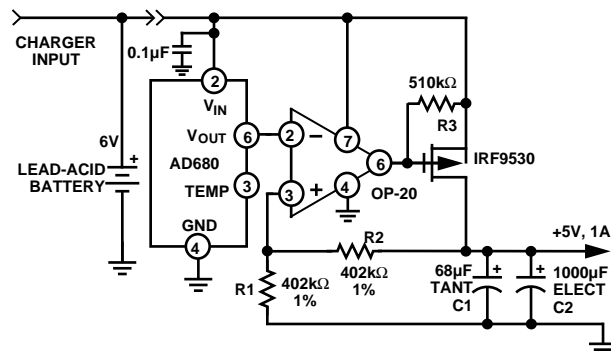 CHARGER
INPUT
0.1µF
2
VIN
510kΩ
R3
6V
+
LEAD-ACID
BATTERY
VOUT
6
AD680
TEMP
3
GND
4
2
–
7
6
3
+
4
OP-20
IRF9530
R2
402kΩ
1%
R1
402kΩ
1%
+5V, 1A
68µF
TANT
C1
+
+
1000µF
ELECT
C2